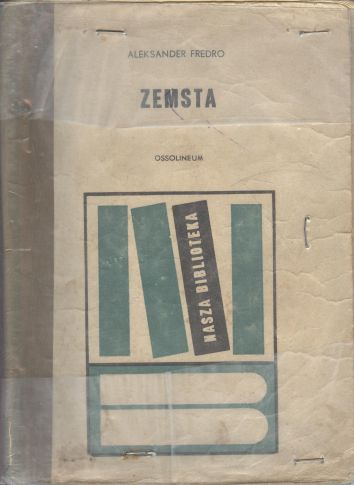 ALEKSANDER FREDRO
ZEMSTA
OSSOLINEUM
NASZA BIBLIOTEKA